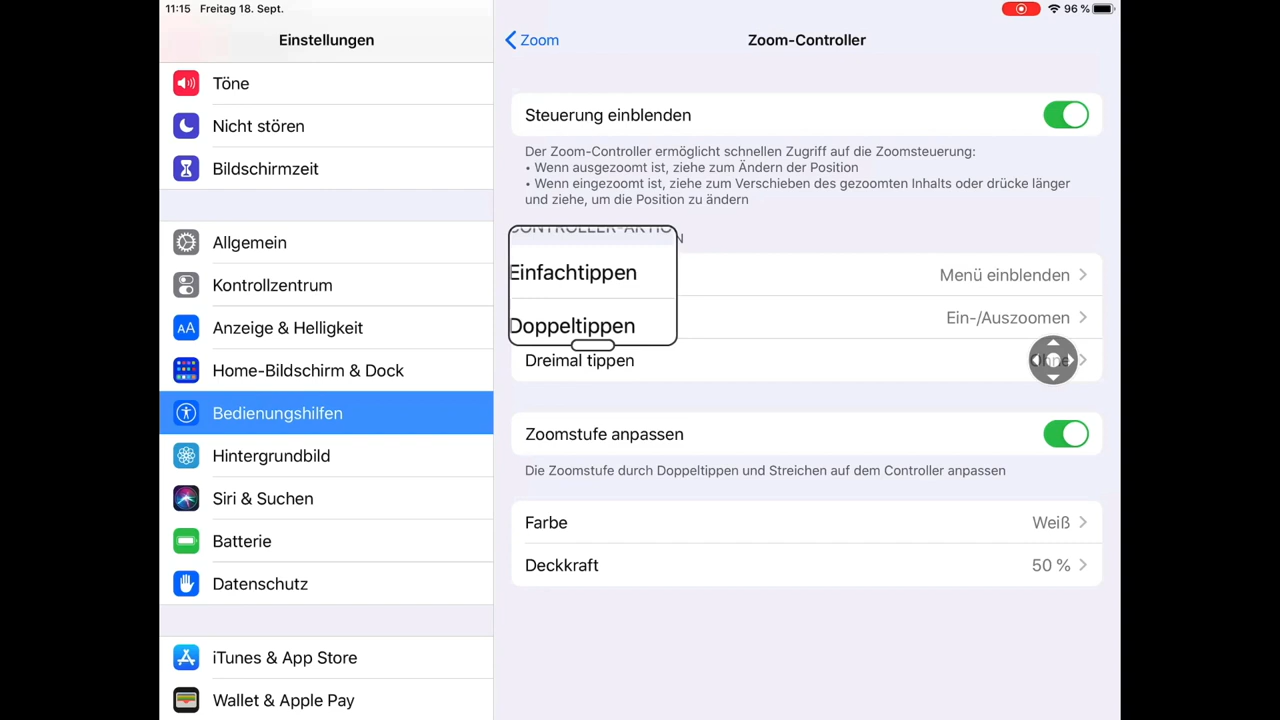 11:15 Freitag 18. Sept.
96 %
Einstellungen
Töne
Nicht stören
Bildschirmzeit
Allgemein
Kontrollzentrum
AA Anzeige & Helligkeit
Home-Bildschirm & Dock
Bedienungshilfen
Hintergrundbild
Siri & Suchen
Batterie
Datenschutz
iTunes & App Store
Wallet & Apple Pay
Zoom
Zoom-Controller
Steuerung einblenden
Der Zoom-Controller ermöglicht schnellen Zugriff auf die Zoomsteuerung:
• Wenn ausgezoomt ist, ziehe zum Ändern der Position
• Wenn eingezoomt ist, ziehe zum Verschieben des gezoomten Inhalts oder drücke länger
und ziehe, um die Position zu ändern
CONTROLLER-AKTION
Einfachtippen Menü einblenden
Doppeltippen Ein-/Auszoomen
Dreimal tippen Ohne
Zoomstufe anpassen
Die Zoomstufe durch Doppeltippen und Streichen auf dem Controller anpassen
Farbe Weiß
Deckkraft 50 %